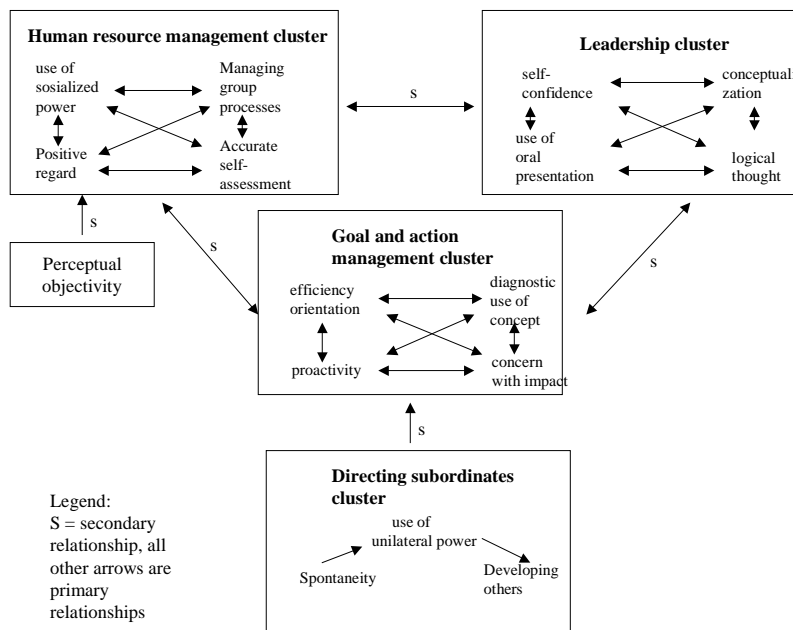 Human resource management cluster
use of
sosialized
power
Managing
group
processes
Positive
regard
Accurate
self-
assessment
s
Leadership cluster
self-
confidence
conceptuali
zation
use of
oral
presentation
logical
thought
s
Perceptual
objectivity
s
s
Goal and action
management cluster
efficiency
orientation
diagnostic
use of
concept
proactivity
concern
with impact
s
Directing subordinates
cluster
use of
unilateral power
Spontaneity
Developing
others
Legend:
S = secondary
relationship, all
other arrows are
primary
relationships